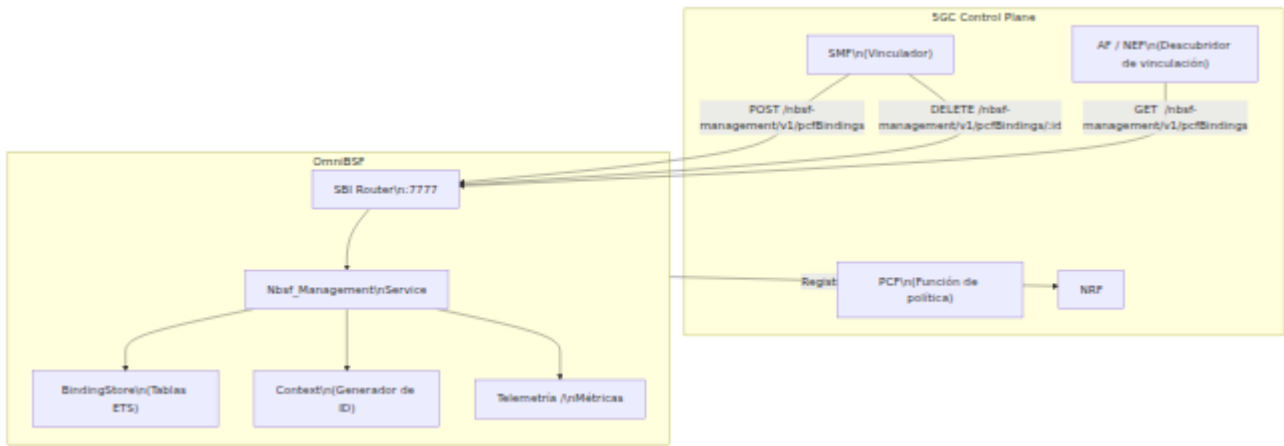 5GC Control Plane
SMF\n(Vinculador)
AF / NEF\n(Descubridor
de vinculación)
POST /nbsf-
management/v1/pcfBindings
DELETE /nbsf-
management/v1/pcfBindings/:id
GET /nbsf-
management/v1/pcfBindings
OmniBSF
SBI Router\n:7777
Nbsf_Management\nService
Regist
PCF\n(Función de
política)
NRF
BindingStore\n(Tablas
ETS)
Context\n(Generador de
ID)
Telemetría /\nMétricas